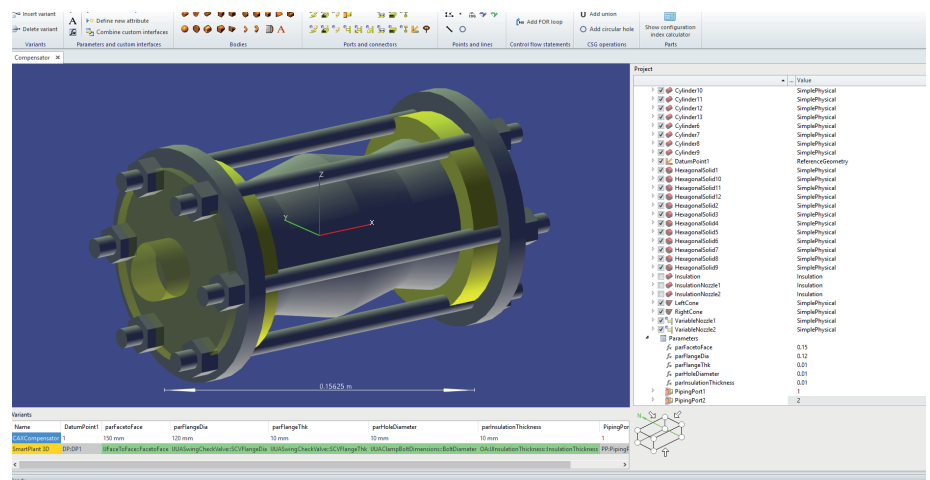 Insert variant
Define new attribute
Add FOR loop
Add union
Delete variant
Combine custom interfaces
Add circular hole
Show configuration
index calculator
Variants
Parameters and custom interfaces
Bodies
Ports and connectors
Points and lines
Control flow statements
CSG operations
Parts
Compensator
Project
... Value
Cylinder10 SimplePhysical
Cylinder11 SimplePhysical
Cylinder12 SimplePhysical
Cylinder13 SimplePhysical
Cylinder6 SimplePhysical
Cylinder7 SimplePhysical
Cylinder8 SimplePhysical
Cylinder9 SimplePhysical
DatumPoint1 ReferenceGeometry
HexagonalSolid1 SimplePhysical
HexagonalSolid10 SimplePhysical
HexagonalSolid11 SimplePhysical
HexagonalSolid12 SimplePhysical
HexagonalSolid2 SimplePhysical
HexagonalSolid3 SimplePhysical
HexagonalSolid4 SimplePhysical
HexagonalSolid5 SimplePhysical
HexagonalSolid6 SimplePhysical
HexagonalSolid7 SimplePhysical
HexagonalSolid8 SimplePhysical
HexagonalSolid9 SimplePhysical
Insulation Insulation
InsulationNozzle1 Insulation
InsulationNozzle2 Insulation
LeftCone SimplePhysical
RightCone SimplePhysical
VariableNozzle1 SimplePhysical
VariableNozzle2 SimplePhysical
Parameters
parFacetoFace 0.15
parFlangeDia 0.12
parFlangeThk 0.01
parHoleDiameter 0.01
parInsulationThickness 0.01
PipingPort1 1
PipingPort2 2
Z
Y
X
0.15625 m
N
Variants
Name DatumPoint1 parFacetoFace parFlangeDia parFlangeThk parHoleDiameter parInsulationThickness PipingPor
CAXCompensator 1 150 mm 120 mm 10 mm 10 mm 10 mm 1
SmartPlant 3D DP:DP1 IJFaceToFace::FacetoFace IJUASwingCheckValve::SCVFlangeDia IJUASwingCheckValve::SCVFlangeThk IJUAClampBoltDimensions::BoltDiameter OA:IJInsulationThickness::InsulationThickness PP:PipingP